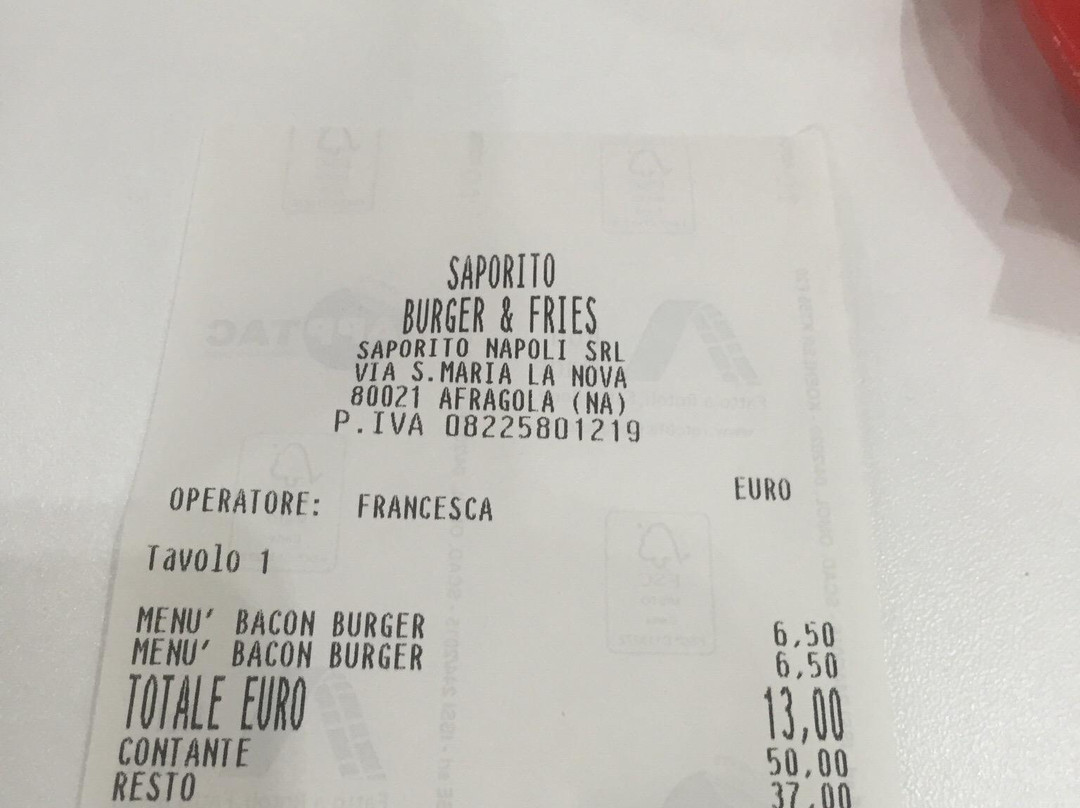 SAPORITO
BURGER & FRIES
SAPORITO NAPOLI SRL
VIA S.MARIA LA NOVA
80021 AFRAGOLA (NA)
P.IVA 08225801219
EURO
OPERATORE: FRANCESCA
Tavolo 1
MENU' BACON BURGER 6,50
MENU' BACON BURGER 6,50
TOTALE EURO 13,00
CONTANTE 50,00
RESTO 37,00